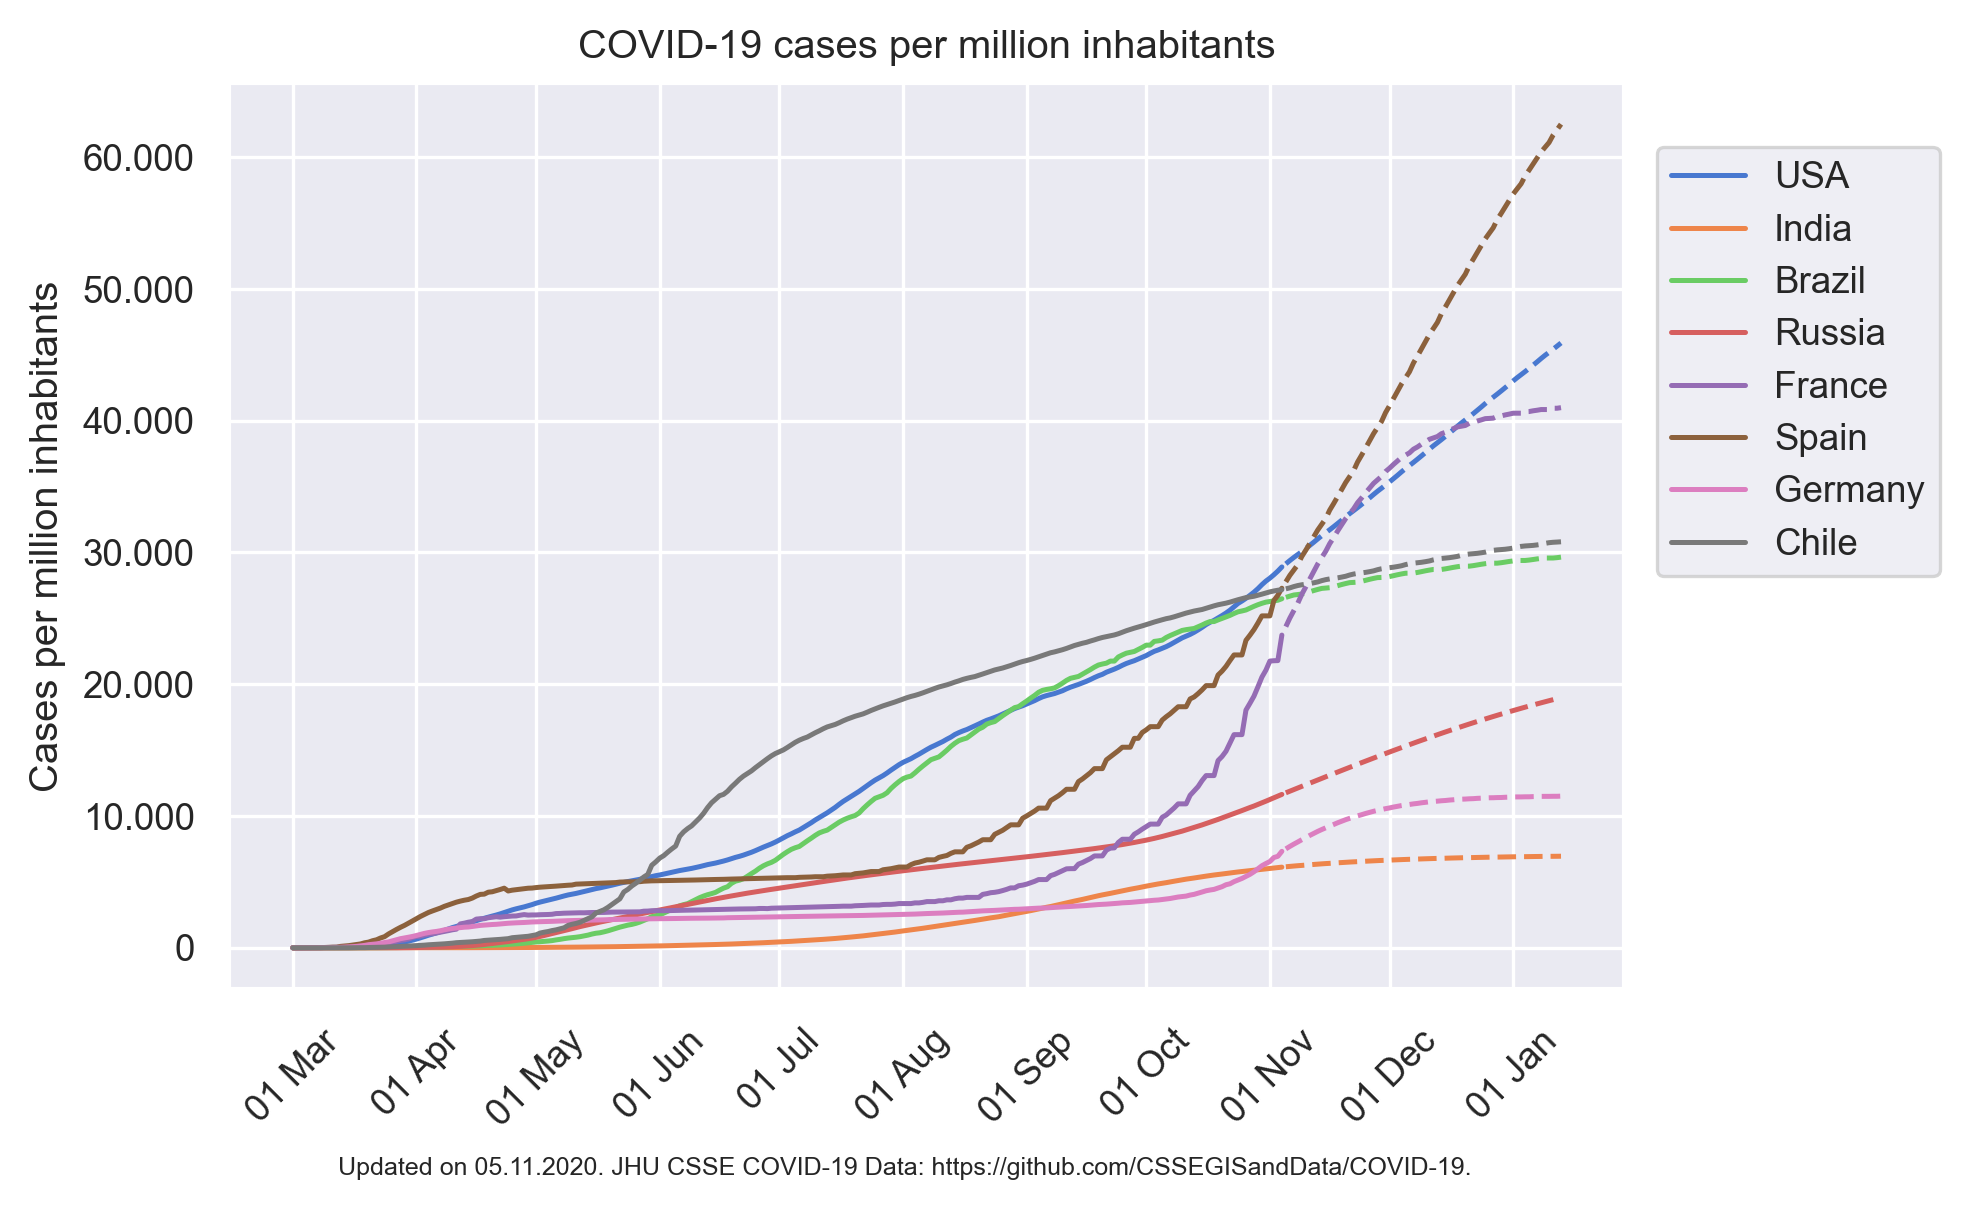 COVID-19 cases per million inhabitants
Cases per million inhabitants
60.000
50.000
40.000
30.000
20.000
10.000
0
01 Mar
01 Apr
01 May
01 Jun
01 Jul
01 Aug
01 Sep
01 Oct
01 Nov
01 Dec
01 Jan
USA
India
Brazil
Russia
France
Spain
Germany
Chile
Updated on 05.11.2020. JHU CSSE COVID-19 Data: https://github.com/CSSEGISandData/COVID-19.